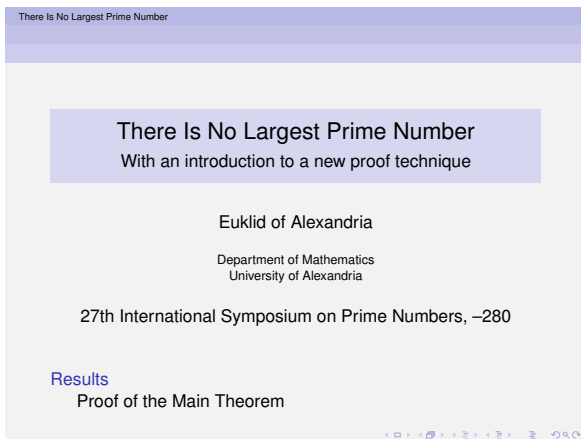 There Is No Largest Prime Number
There Is No Largest Prime Number
With an introduction to a new proof technique
Euklid of Alexandria
Department of Mathematics
University of Alexandria
27th International Symposium on Prime Numbers, –280
Results
Proof of the Main Theorem